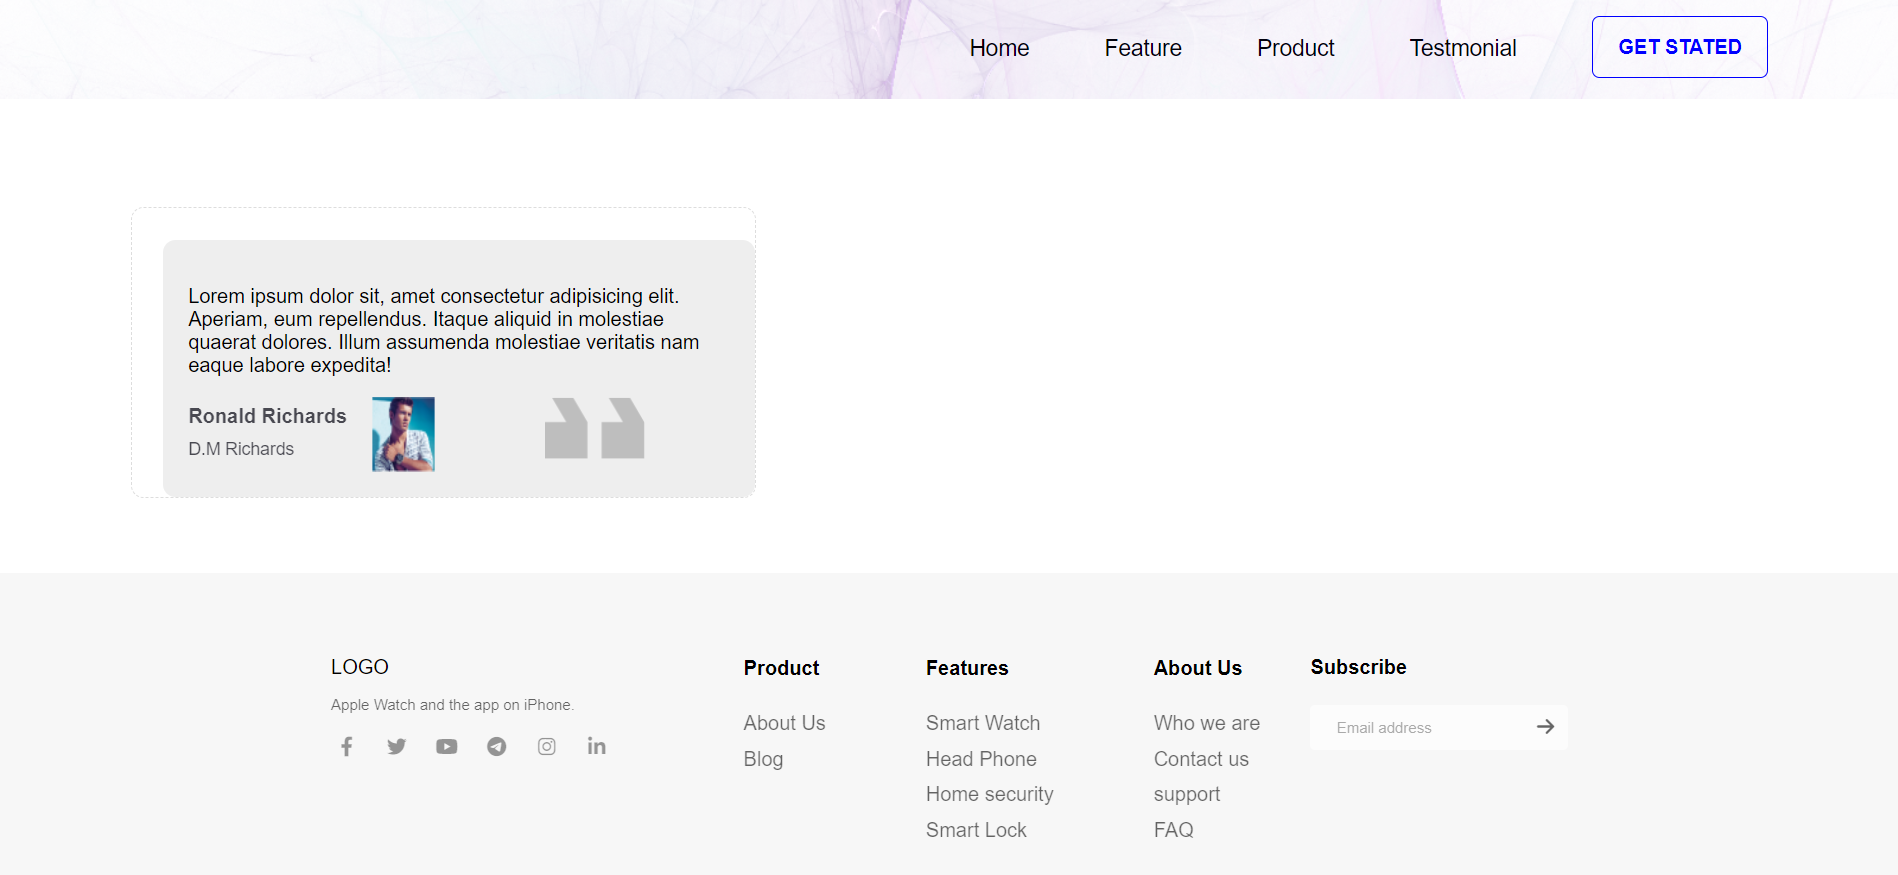 Home Feature Product Testmonial GET STATED
Lorem ipsum dolor sit, amet consectetur adipisicing elit.
Aperiam, eum repellendus. Itaque aliquid in molestiae
quaerat dolores. Illum assumenda molestiae veritatis nam
eaque labore expedita!
Ronald Richards
D.M Richards
LOGO
Apple Watch and the app on iPhone.
Product
About Us
Blog
Features
Smart Watch
Head Phone
Home security
Smart Lock
About Us
Who we are
Contact us
support
FAQ
Subscribe
Email address